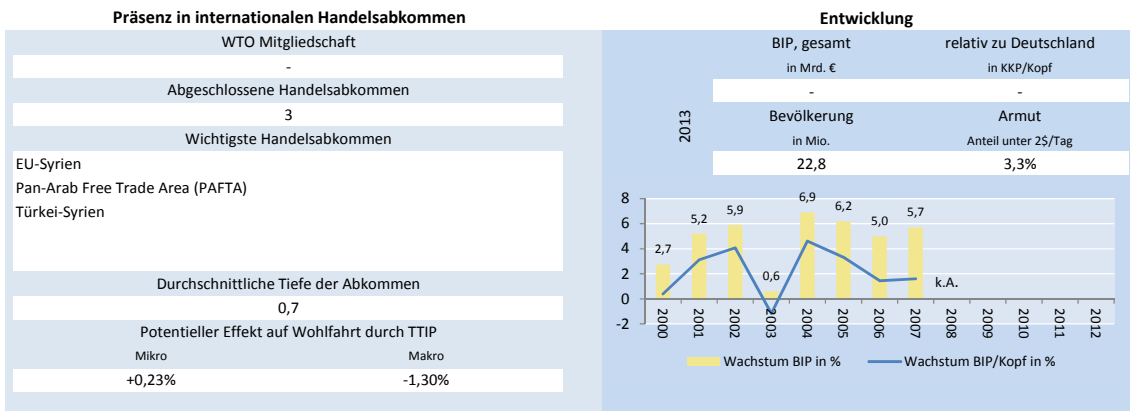 Präsenz in internationalen Handelsabkommen
WTO Mitgliedschaft
-
Abgeschlossene Handelsabkommen
3
Wichtigste Handelsabkommen
EU-Syrien
Pan-Arab Free Trade Area (PAFTA)
Türkei-Syrien
Durchschnittliche Tiefe der Abkommen
0,7
Potentieller Effekt auf Wohlfahrt durch TTIP
Mikro Makro
+0,23% -1,30%
Entwicklung
2013
BIP, gesamt relativ zu Deutschland
in Mrd. € in KKP/Kopf
- -
Bevölkerung Armut
in Mio. Anteil unter 2$/Tag
22,8 3,3%
8
6
4
2
0
-2
2,7 5,2 5,9 0,6 6,9 6,2 5,0 5,7 k.A.
2000 2001 2002 2003 2004 2005 2006 2007 2008 2009 2010 2011 2012
Wachstum BIP in % Wachstum BIP/Kopf in %